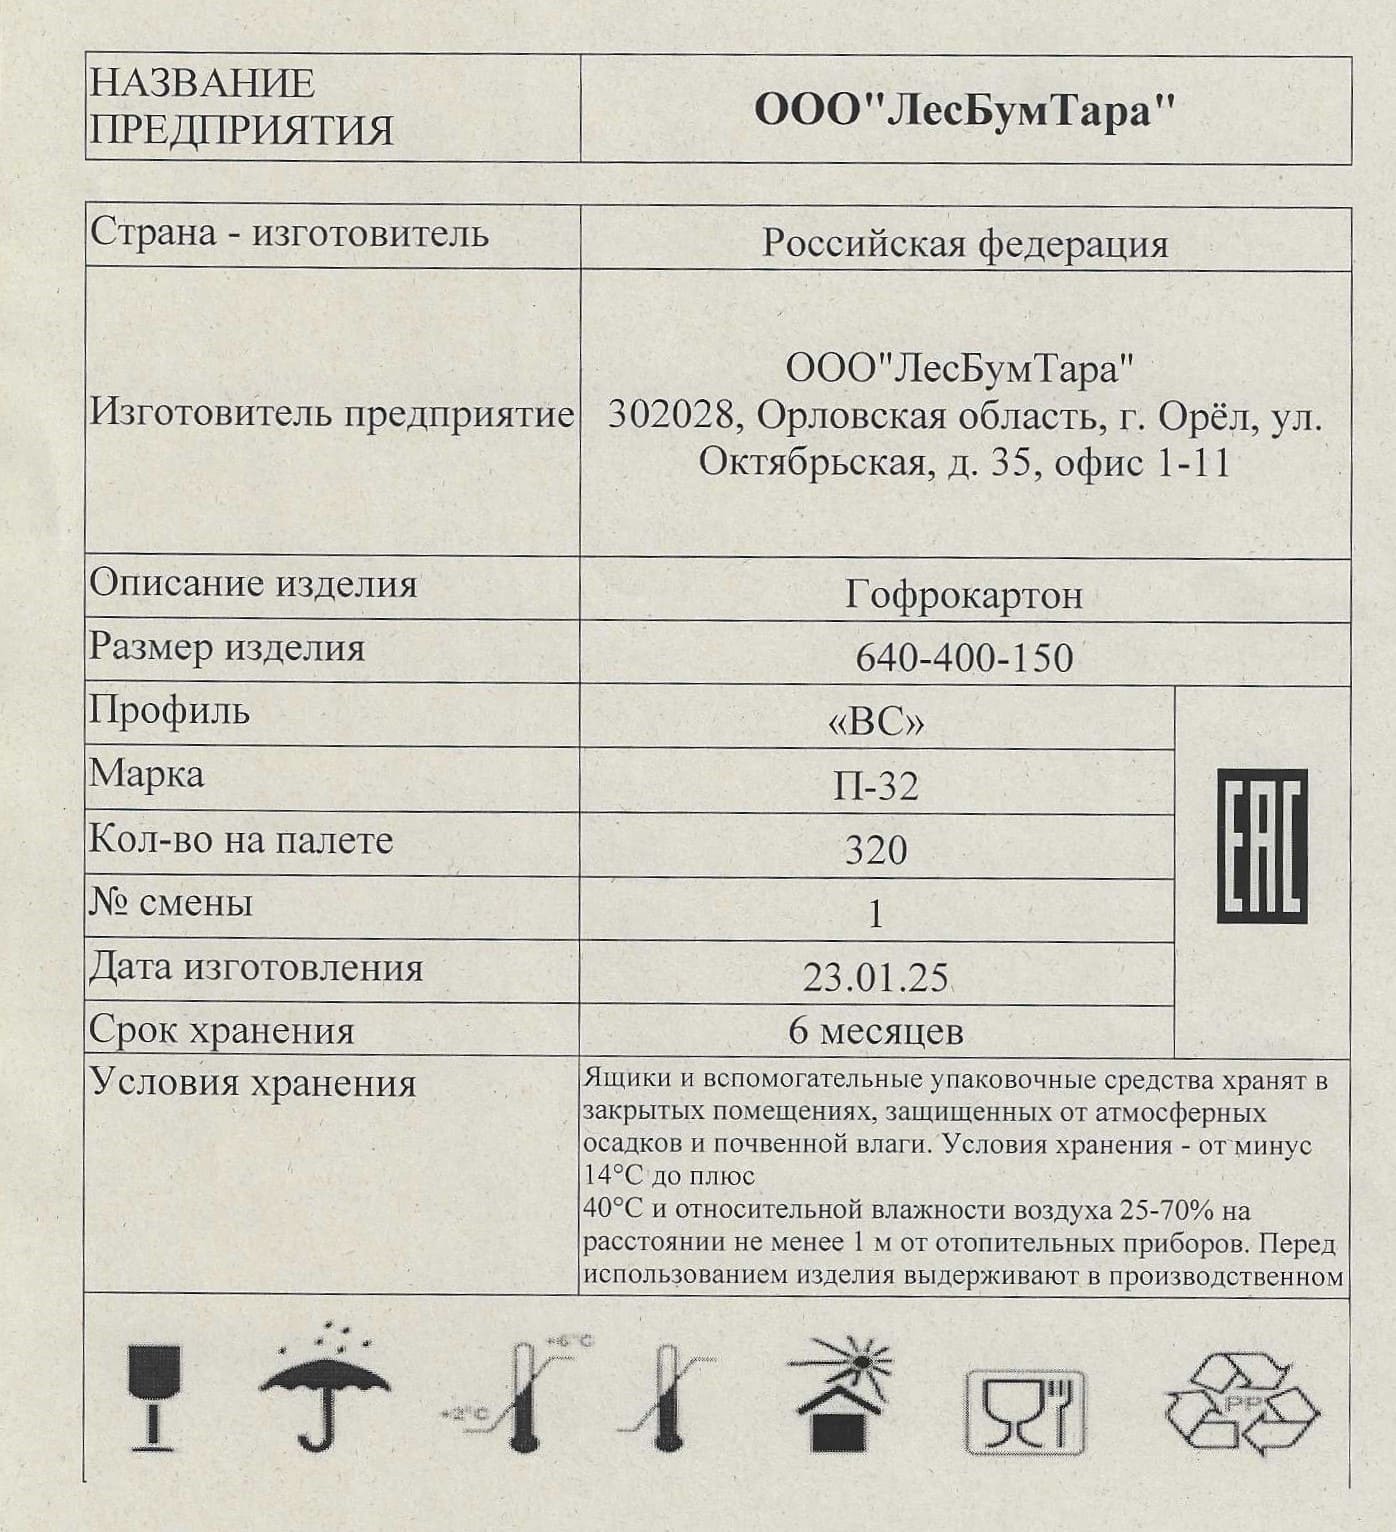 НАЗВАНИЕ
ПРЕДПРИЯТИЯ
ООО"ЛесБумТара"
Страна - изготовитель
Российская федерация
Изготовитель предприятие
ООО"ЛесБумТара"
302028, Орловская область, г. Орёл, ул.
Октябрьская, д. 35, офис 1-11
Описание изделия
Гофрокартон
Размер изделия
640-400-150
Профиль
«ВС»
Марка
П-32
Кол-во на палете
320
№ смены
1
Дата изготовления
23.01.25
Срок хранения
6 месяцев
EAC
Условия хранения
Ящики и вспомогательные упаковочные средства хранят в
закрытых помещениях, защищенных от атмосферных
осадков и почвенной влаги. Условия хранения - от минус
14°С до плюс
40°С и относительной влажности воздуха 25-70% на
расстоянии не менее 1 м от отопительных приборов. Перед
использованием изделия выдерживают в производственном
+6°C
+2°C
PP